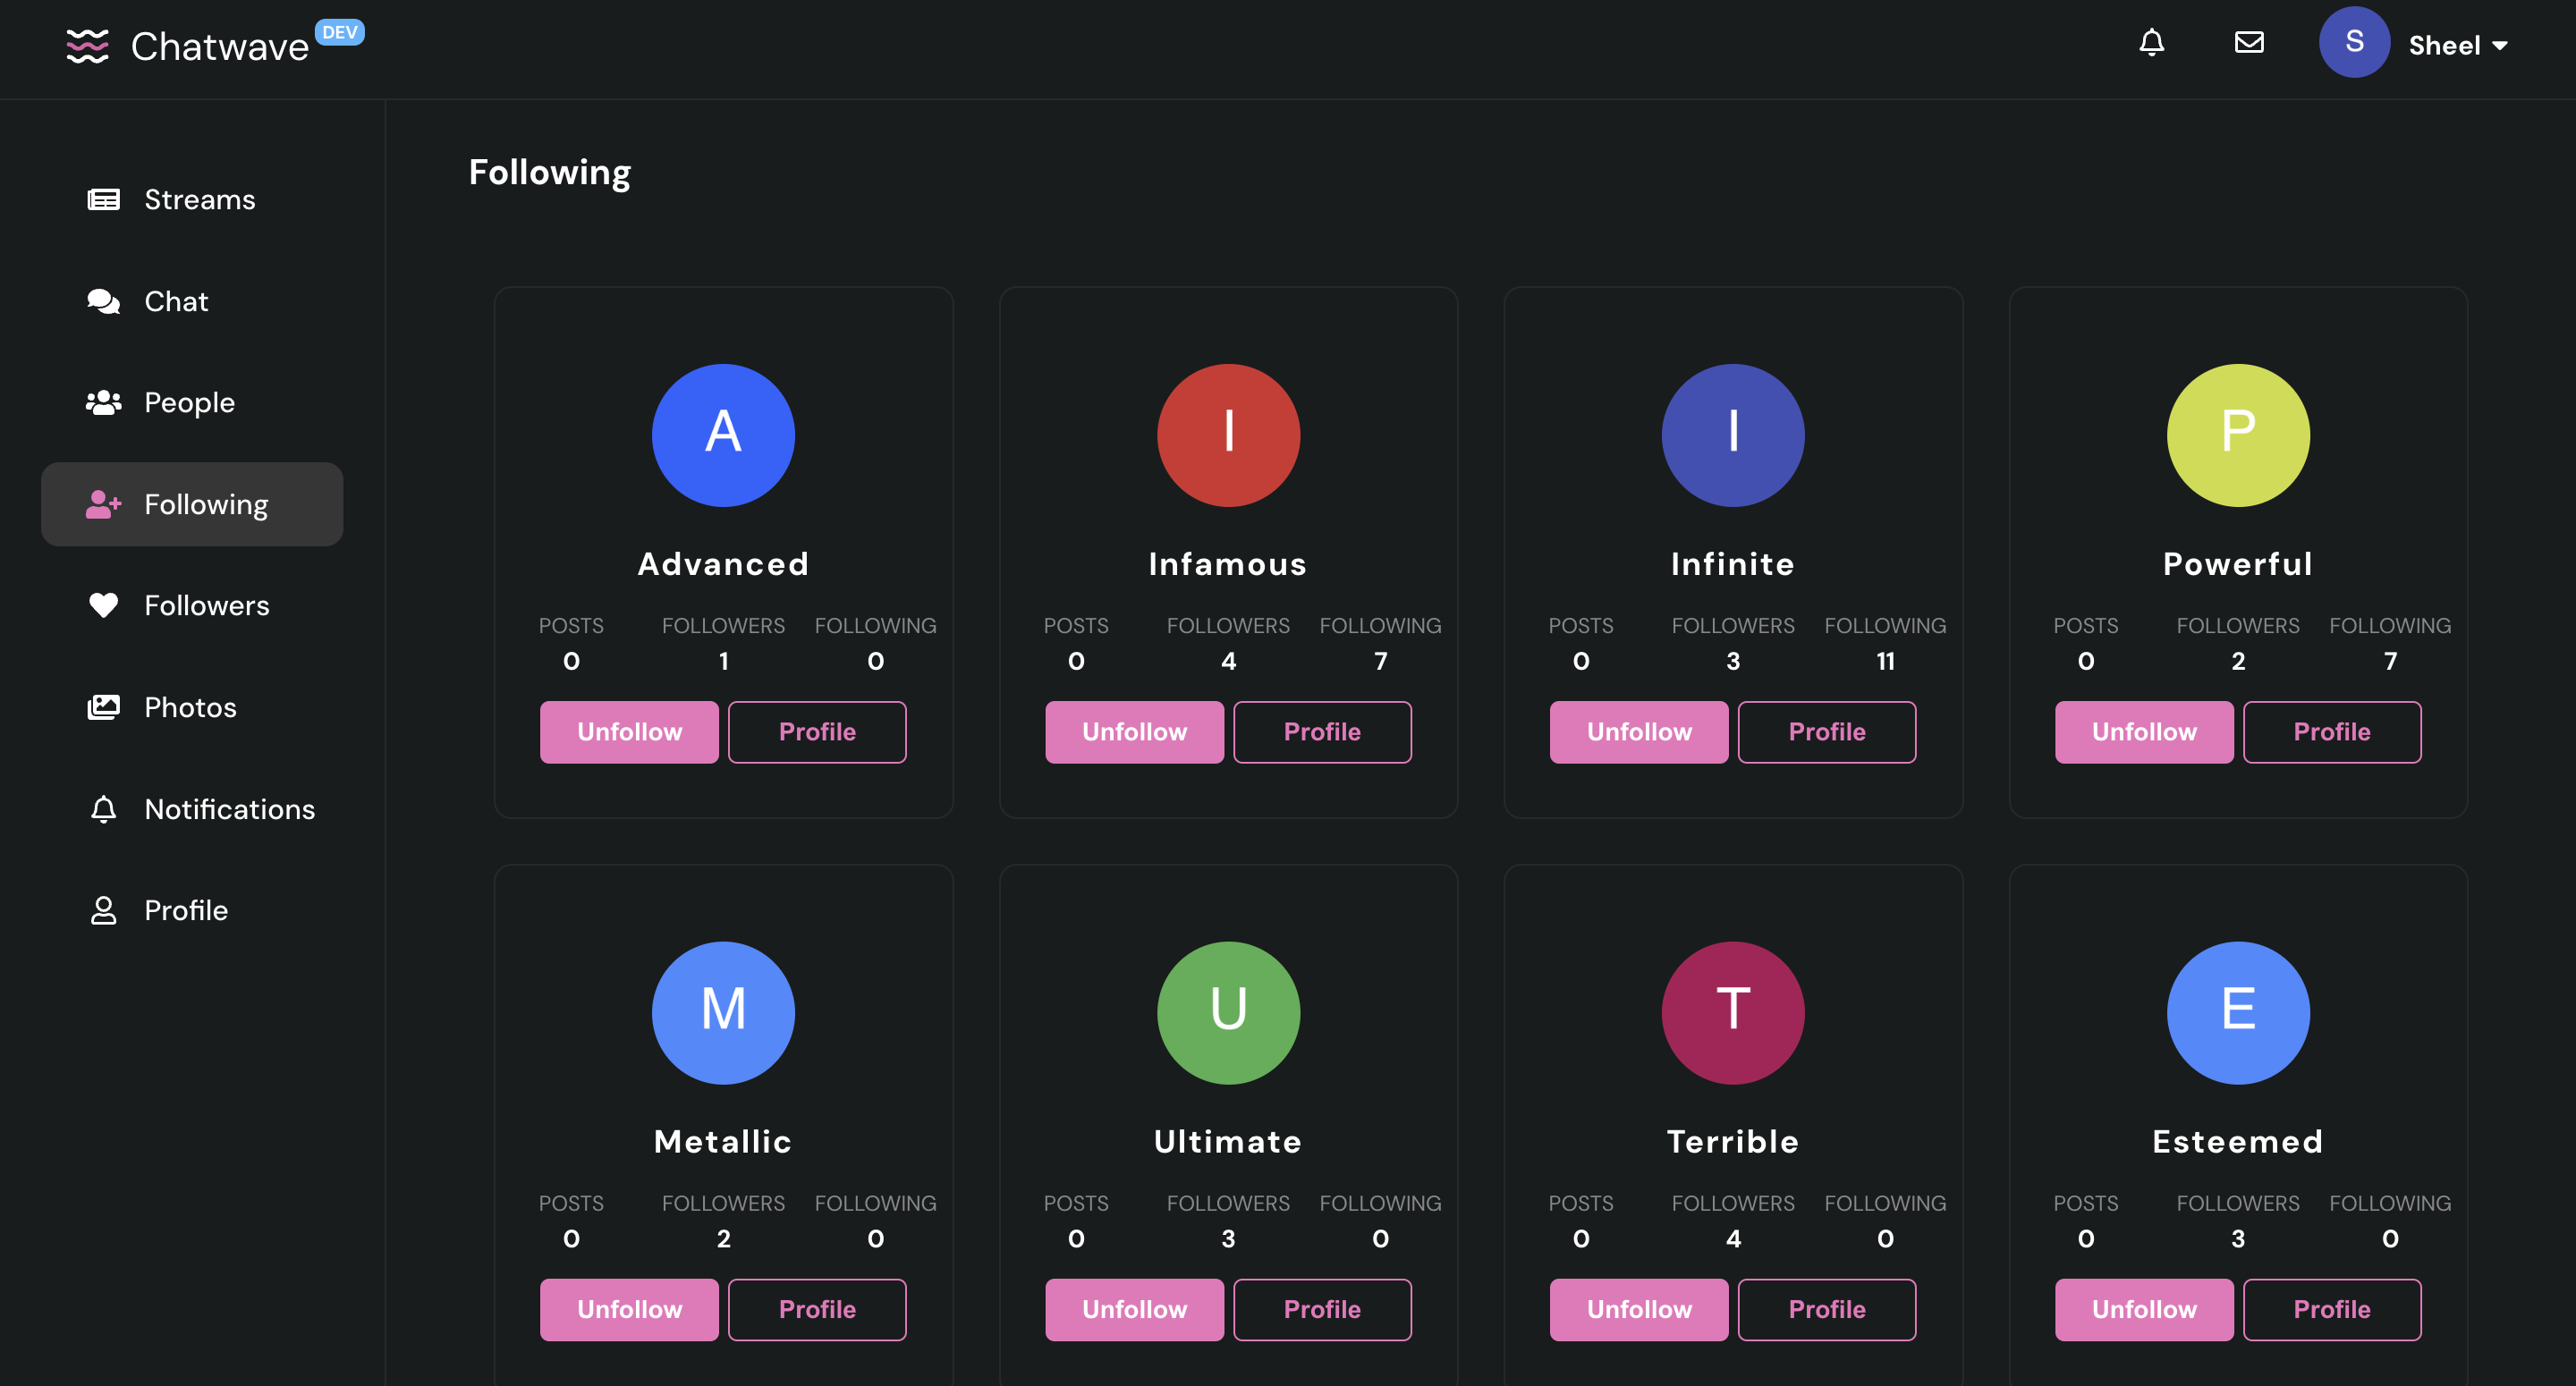 Chatwave DEV
S Sheel
Streams
Chat
People
Following
Followers
Photos
Notifications
Profile
Following
A I I P
Advanced Infamous Infinite Powerful
POSTS FOLLOWERS FOLLOWING POSTS FOLLOWERS FOLLOWING POSTS FOLLOWERS FOLLOWING POSTS FOLLOWERS FOLLOWING
0 1 0 0 4 7 0 3 11 0 2 7
Unfollow Profile Unfollow Profile Unfollow Profile Unfollow Profile
M U T E
Metallic Ultimate Terrible Esteemed
POSTS FOLLOWERS FOLLOWING POSTS FOLLOWERS FOLLOWING POSTS FOLLOWERS FOLLOWING POSTS FOLLOWERS FOLLOWING
0 2 0 0 3 0 0 4 0 0 3 0
Unfollow Profile Unfollow Profile Unfollow Profile Unfollow Profile